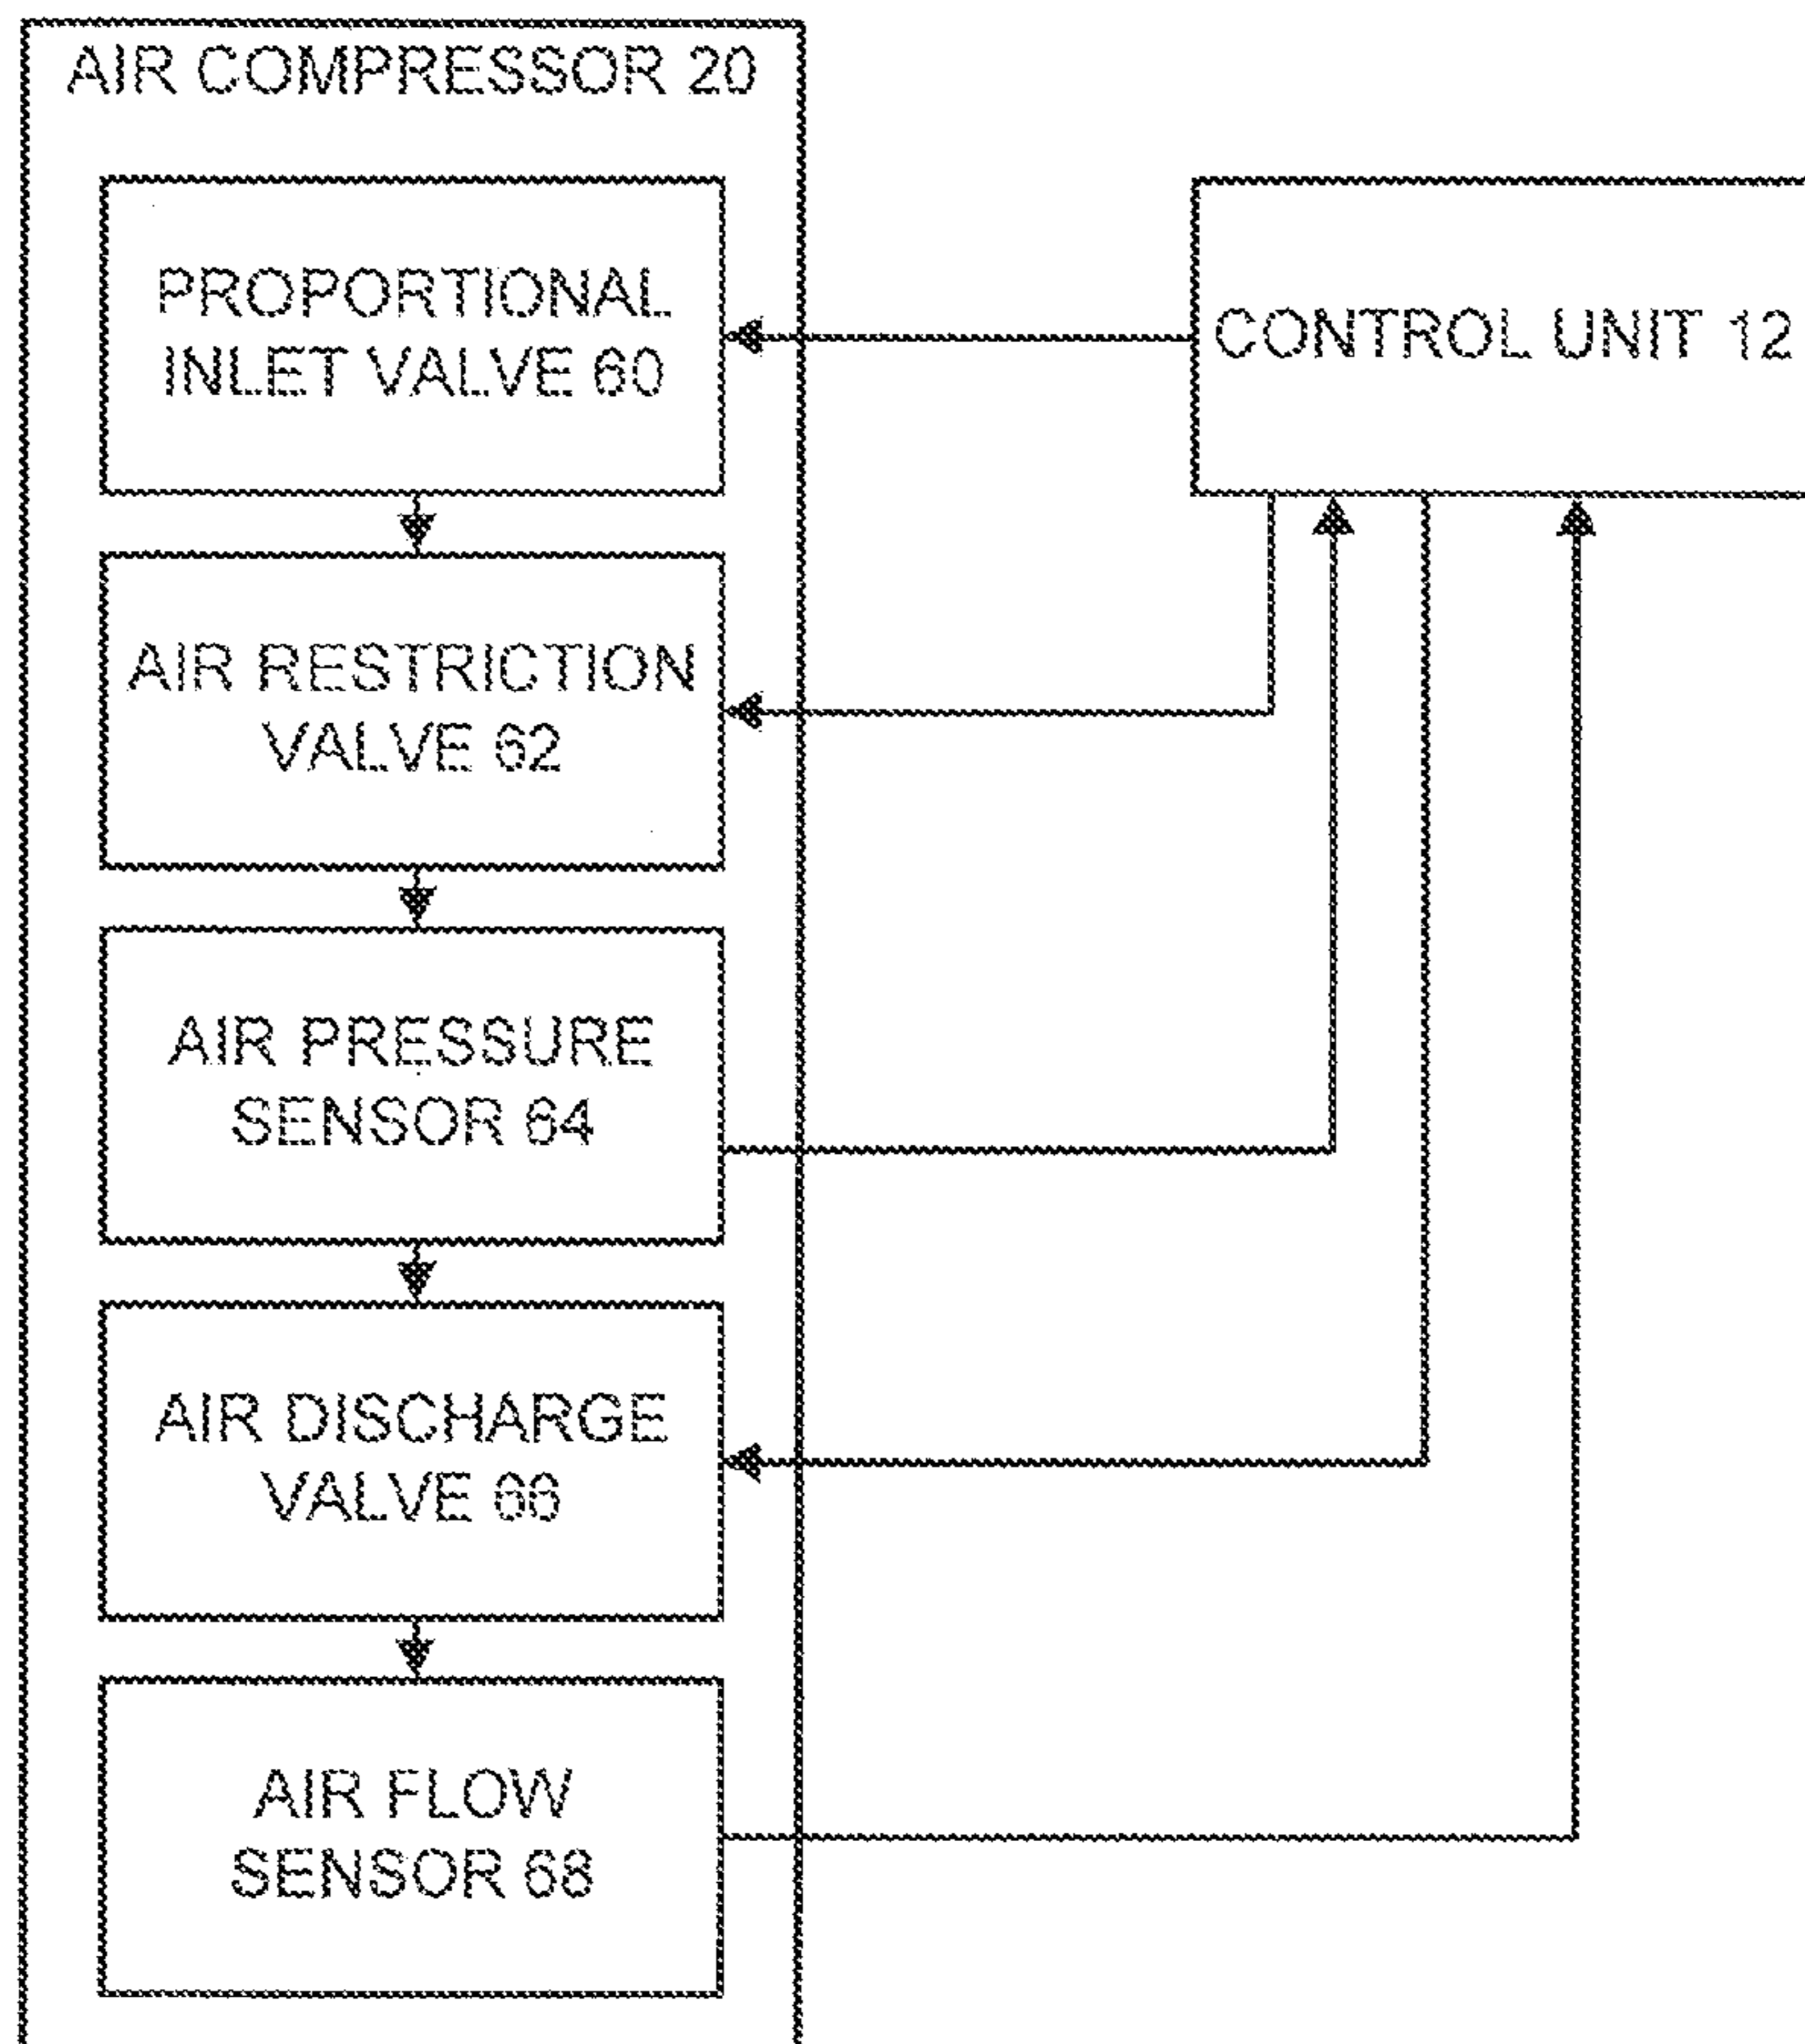 AIR COMPRESSOR 20
PROPORTIONAL
INLET VALVE 60
CONTROL UNIT 12
AIR RESTRICTION
VALVE 62
AIR PRESSURE
SENSOR 64
AIR DISCHARGE
VALVE 66
AIR FLOW
SENSOR 68